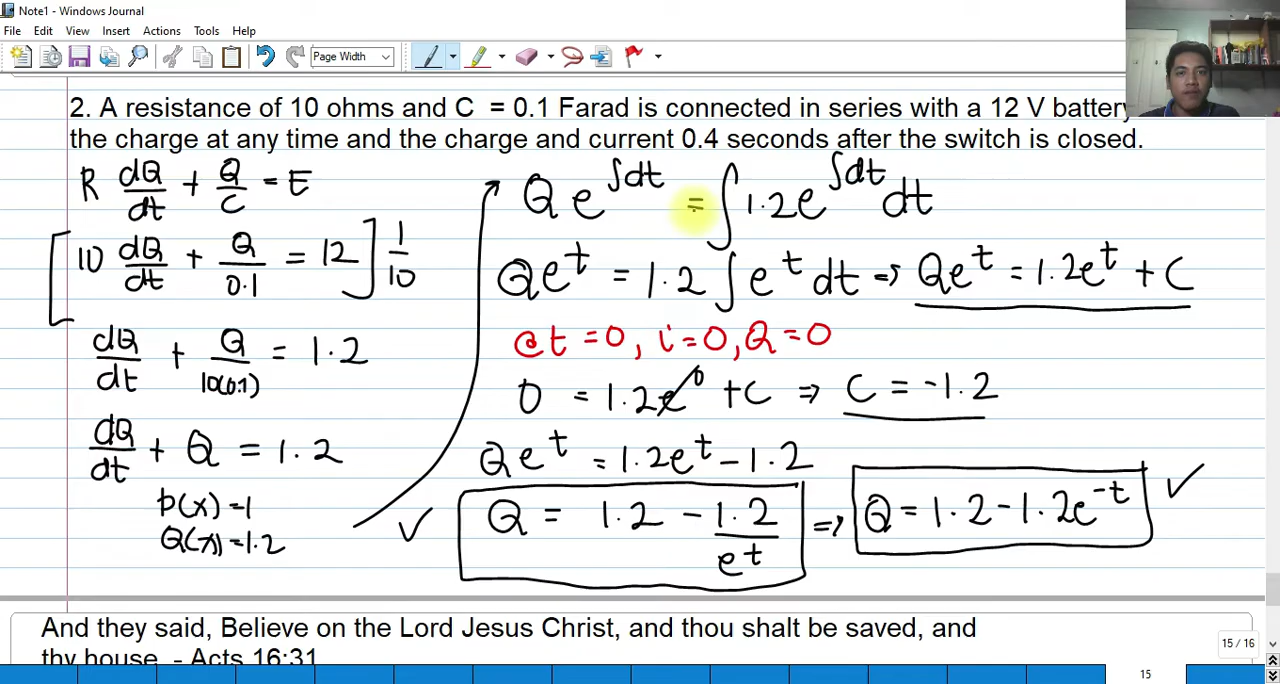 Note1 - Windows Journal
File Edit View Insert Actions Tools Help
Page Width
2. A resistance of 10 ohms and C = 0.1 Farad is connected in series with a 12 V battery
the charge at any time and the charge and current 0.4 seconds after the switch is closed.
R dQ/dt + Q/C = E
[10 dQ/dt + Q/0.1 = 12] 1/10
dQ/dt + Q/10(0.1) = 1.2
dQ/dt + Q = 1.2
P(x) = 1
Q(x) = 1.2
Qe^∫dt = ∫1.2e^∫dt dt
Qe^t = 1.2 ∫e^t dt ⇒ Qe^t = 1.2e^t + C
@t = 0, i = 0, Q = 0
0 = 1.2e^0 + C ⇒ C = -1.2
Qe^t = 1.2e^t - 1.2
✓ Q = 1.2 - 1.2/e^t ⇒ Q = 1.2 - 1.2e^-t ✓
And they said, Believe on the Lord Jesus Christ, and thou shalt be saved, and
thy house. - Acts 16:31
15 / 16
15